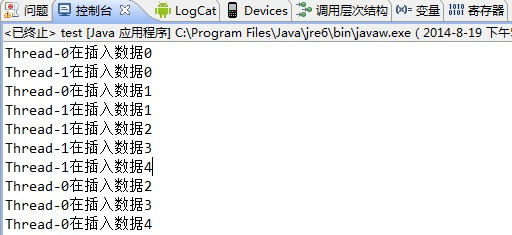 问题 控制台 LogCat Devices 调用层次结构 变量 寄存器
<已终止> test [Java 应用程序] C:\Program Files\Java\jre6\bin\javaw.exe ( 2014-8-19 下午5
Thread-0在插入数据0
Thread-1在插入数据0
Thread-0在插入数据1
Thread-1在插入数据1
Thread-1在插入数据2
Thread-1在插入数据3
Thread-1在插入数据4
Thread-0在插入数据2
Thread-0在插入数据3
Thread-0在插入数据4